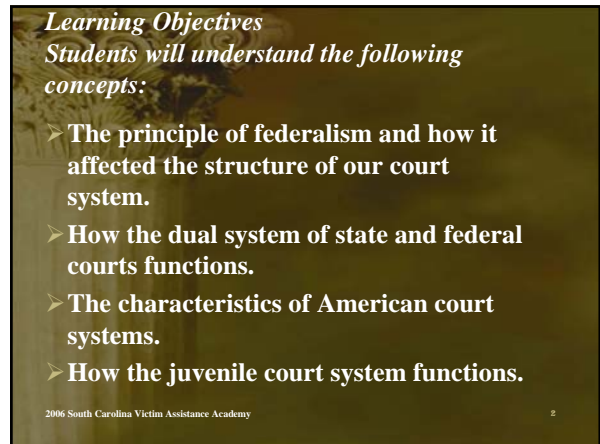 Learning Objectives
Students will understand the following
concepts:
➢The principle of federalism and how it
affected the structure of our court
system.
➢How the dual system of state and federal
courts functions.
➢The characteristics of American court
systems.
➢How the juvenile court system functions.
2006 South Carolina Victim Assistance Academy 2